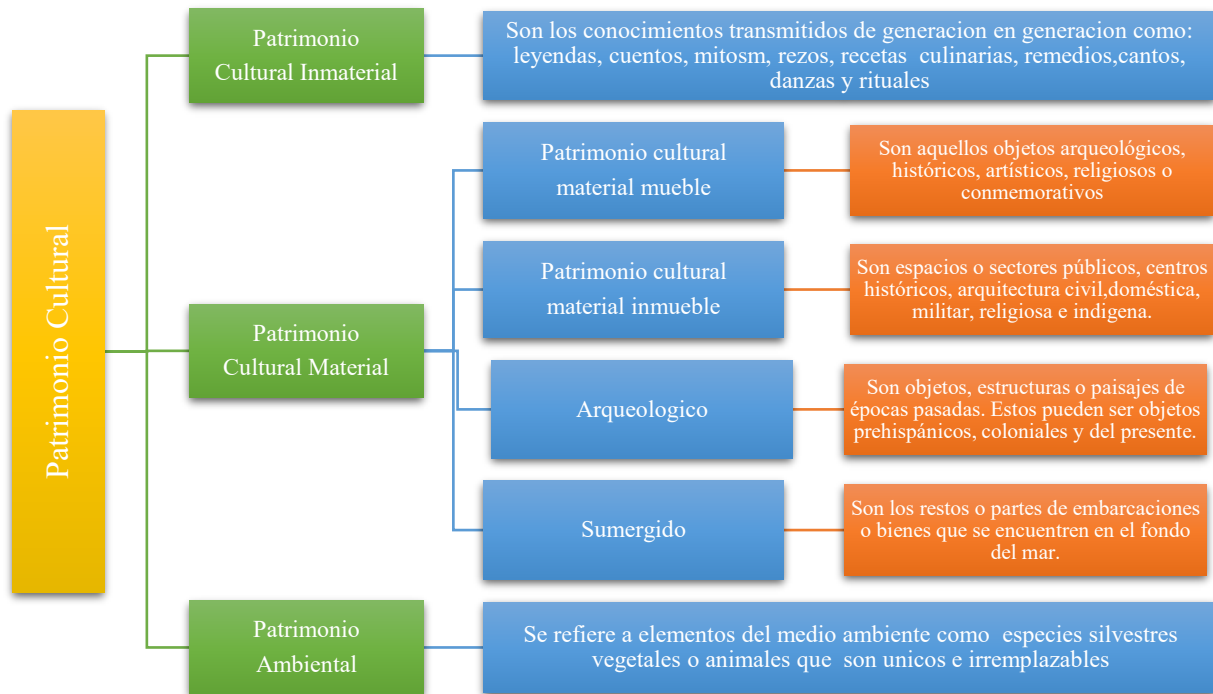 Patrimonio Cultural
Patrimonio
Cultural Inmaterial
Son los conocimientos transmitidos de generacion en generacion como:
leyendas, cuentos, mitosm, rezos, recetas culinarias, remedios,cantos,
danzas y rituales
Patrimonio
Cultural Material
Patrimonio cultural
material mueble
Son aquellos objetos arqueológicos,
históricos, artísticos, religiosos o
conmemorativos
Patrimonio cultural
material inmueble
Son espacios o sectores públicos, centros
históricos, arquitectura civil,doméstica,
militar, religiosa e indigena.
Arqueologico
Son objetos, estructuras o paisajes de
épocas pasadas. Estos pueden ser objetos
prehispánicos, coloniales y del presente.
Sumergido
Son los restos o partes de embarcaciones
o bienes que se encuentren en el fondo
del mar.
Patrimonio
Ambiental
Se refiere a elementos del medio ambiente como especies silvestres
vegetales o animales que son unicos e irremplazables